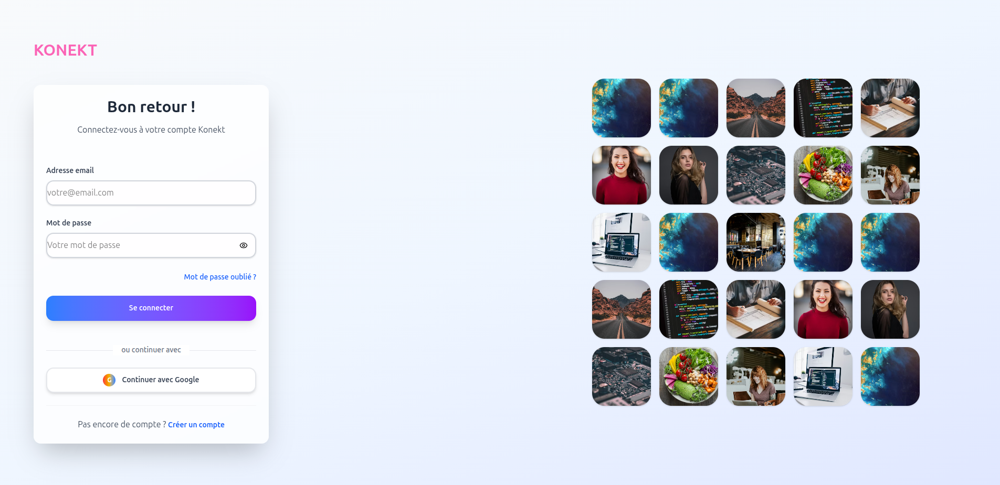 KONEKT
Bon retour !
Connectez-vous à votre compte Konekt
Adresse email
votre@email.com
Mot de passe
Votre mot de passe
Mot de passe oublié ?
Se connecter
ou continuer avec
G Continuer avec Google
Pas encore de compte ? Créer un compte